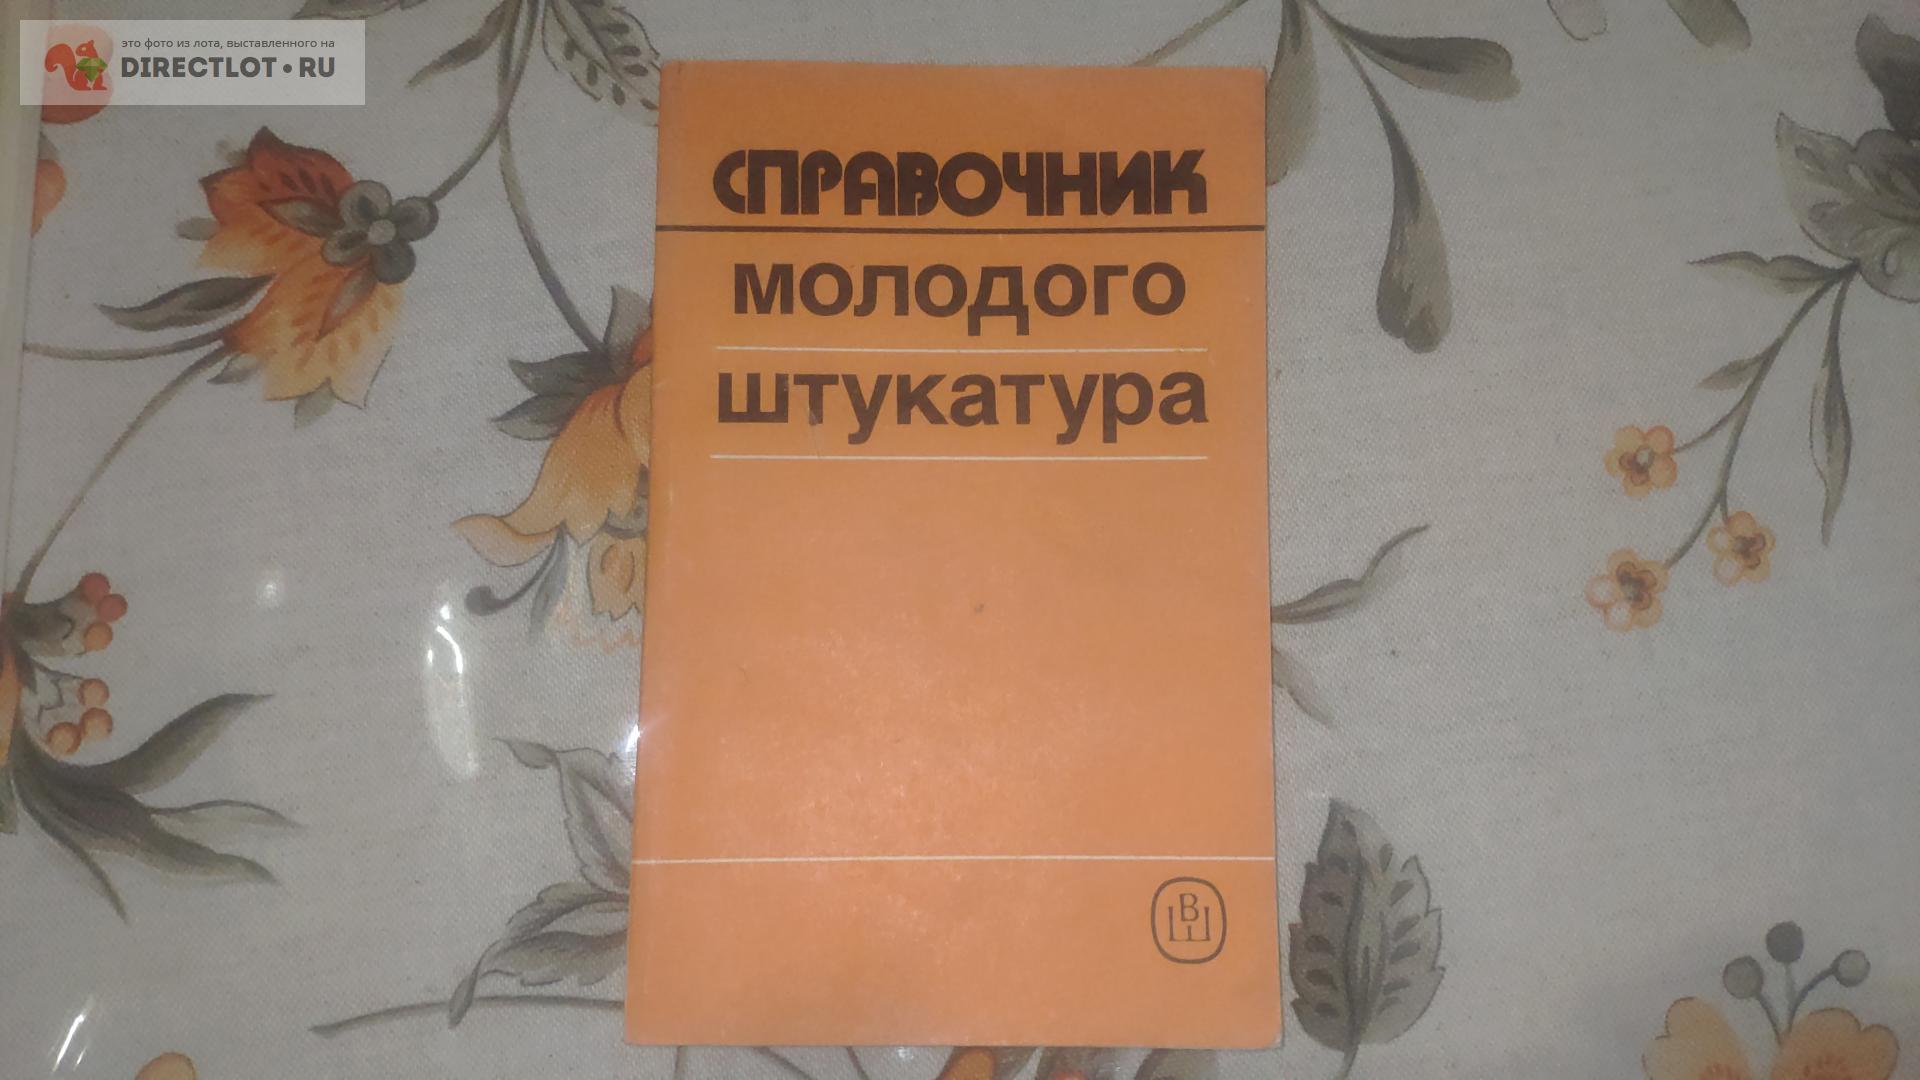 это фото из лота, выставленного на
DIRECTLOT•RU
СПРАВОЧНИК
молодого
штукатура
ВШ